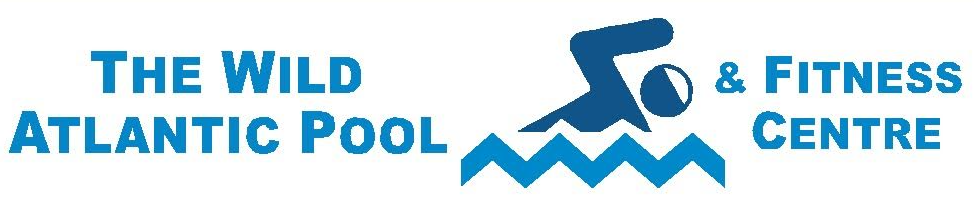 THE WILD
ATLANTIC POOL
& FITNESS
CENTRE